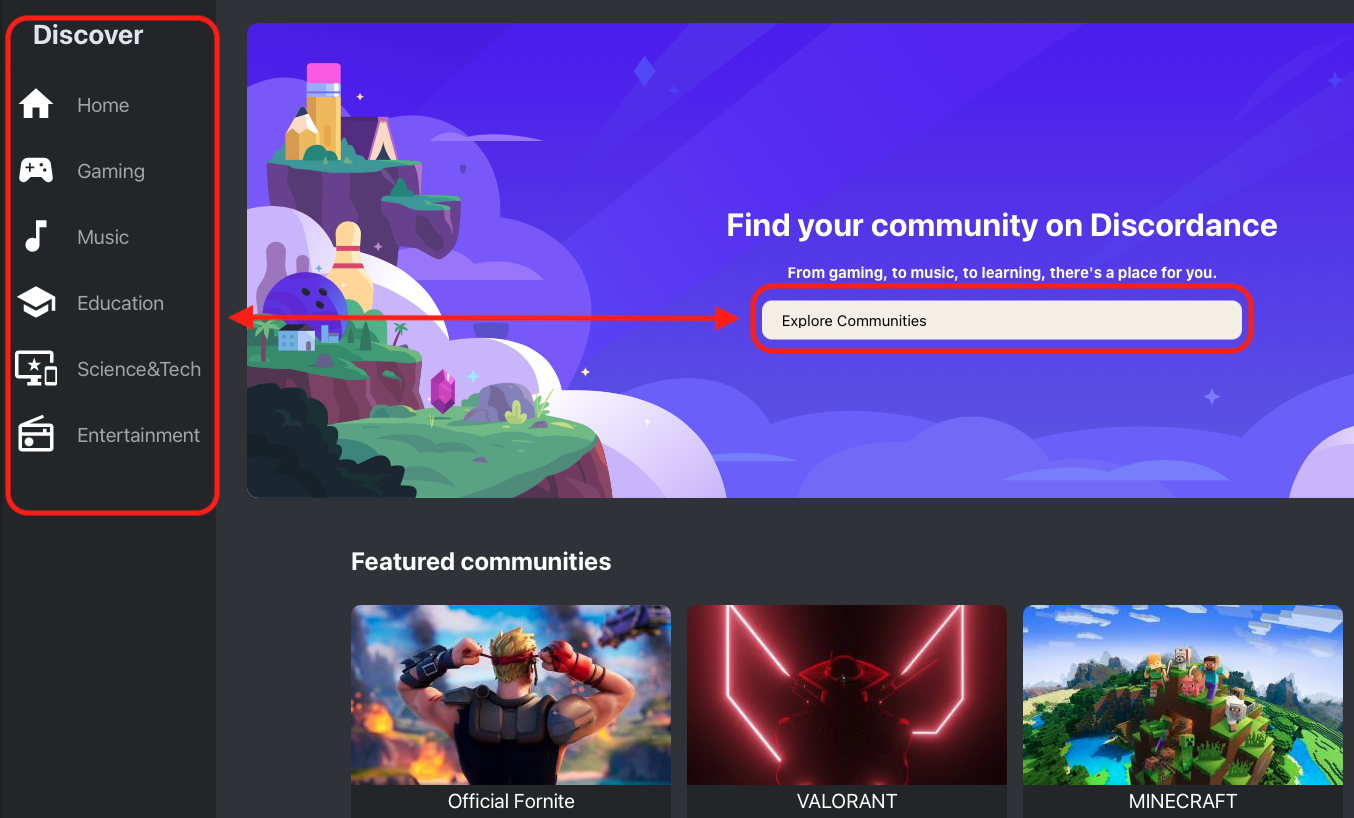 Discover
Home
Gaming
Music
Education
Science&Tech
Entertainment
Find your community on Discordance
From gaming, to music, to learning, there's a place for you.
Explore Communities
Featured communities
Official Fornite
VALORANT
MINECRAFT